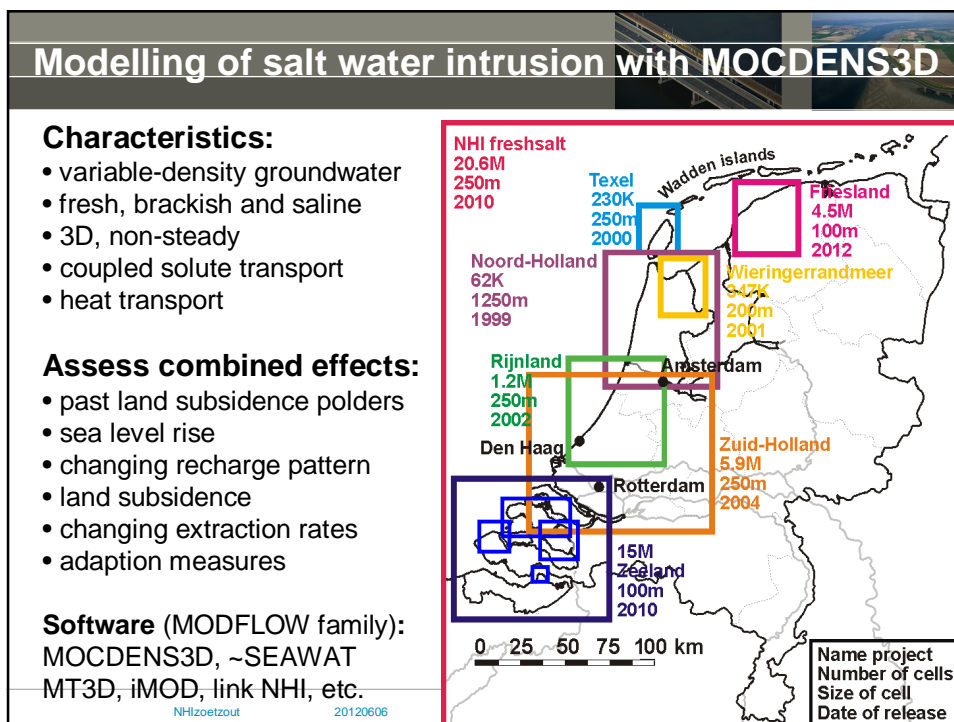 Modelling of salt water intrusion with MOCDENS3D
Characteristics:
• variable-density groundwater
• fresh, brackish and saline
• 3D, non-steady
• coupled solute transport
• heat transport
Assess combined effects:
• past land subsidence polders
• sea level rise
• changing recharge pattern
• land subsidence
• changing extraction rates
• adaption measures
Software (MODFLOW family):
MOCDENS3D, ~SEAWAT
MT3D, iMOD, link NHI, etc.
NHIzoetzout 20120606
NHI freshsalt
20.6M
250m
2010
Wadden islands
Texel
230K
250m
2000
Friesland
4.5M
100m
2012
Noord-Holland
62K
1250m
1999
Wieringerrandmeer
347K
200m
2001
Rijnland
1.2M
250m
2002
Amsterdam
Den Haag
Rotterdam
Zuid-Holland
5.9M
250m
2004
15M
Zeeland
100m
2010
0 25 50 75 100 km
Name project
Number of cells
Size of cell
Date of release